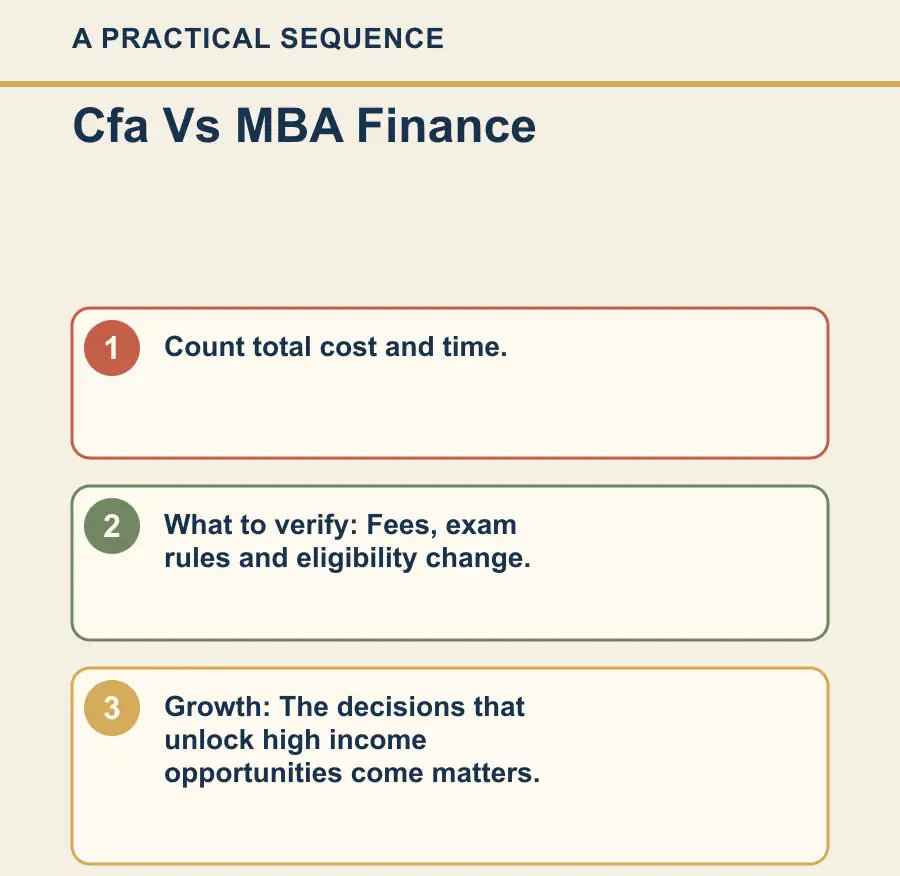 A PRACTICAL SEQUENCE
Cfa Vs MBA Finance
1
Count total cost and time.
2
What to verify: Fees, exam
rules and eligibility change.
3
Growth: The decisions that
unlock high income
opportunities come matters.